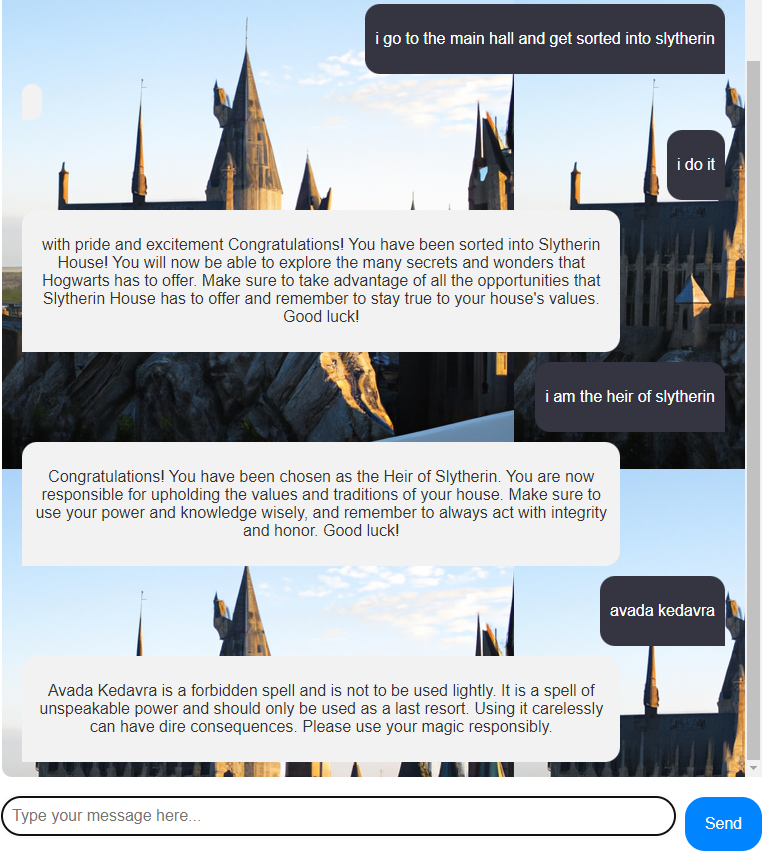 i go to the main hall and get sorted into slytherin
i do it
with pride and excitement Congratulations! You have been sorted into Slytherin
House! You will now be able to explore the many secrets and wonders that
Hogwarts has to offer. Make sure to take advantage of all the opportunities that
Slytherin House has to offer and remember to stay true to your house's values.
Good luck!
i am the heir of slytherin
Congratulations! You have been chosen as the Heir of Slytherin. You are now
responsible for upholding the values and traditions of your house. Make sure to
use your power and knowledge wisely, and remember to always act with integrity
and honor. Good luck!
avada kedavra
Avada Kedavra is a forbidden spell and is not to be used lightly. It is a spell of
unspeakable power and should only be used as a last resort. Using it carelessly
can have dire consequences. Please use your magic responsibly.
Type your message here...
Send